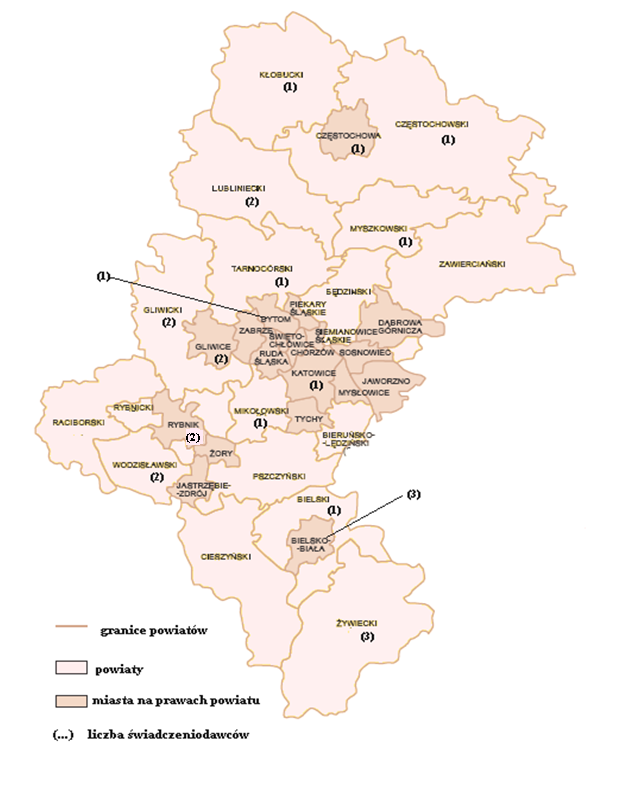 KŁOBUCKI
(1)
CZĘSTOCHOWA
(1)
CZĘSTOCHOWSKI
(1)
LUBLINIECKI
(2)
MYSZKOWSKI
(1)
ZAWIERCIAŃSKI
TARNOGÓRSKI
(1)
(1)
BĘDZIŃSKI
GLIWICKI
(2)
PIEKARY
ŚLĄSKIE
BYTOM
DĄBROWA
GÓRNICZA
ZABRZE
SIEMIANOWICE
ŚLĄSKIE
ŚWIĘTO-
-CHŁOWICE
GLIWICE
(2)
RUDA
ŚLĄSKA
CHORZÓW
SOSNOWIEC
KATOWICE
(1)
JAWORZNO
MYSŁOWICE
RACIBORSKI
RYBNICKI
RYBNIK
(2)
MIKOŁOWSKI
(1)
TYCHY
BIERUŃSKO-
-LĘDZIŃSKI
ŻORY
WODZISŁAWSKI
(2)
JASTRZĘBIE-
-ZDRÓJ
PSZCZYŃSKI
BIELSKI
(1)
(3)
BIELSKO-
-BIAŁA
CIESZYŃSKI
ŻYWIECKI
(3)
granice powiatów
powiaty
miasta na prawach powiatu
(...) liczba świadczeniodawców